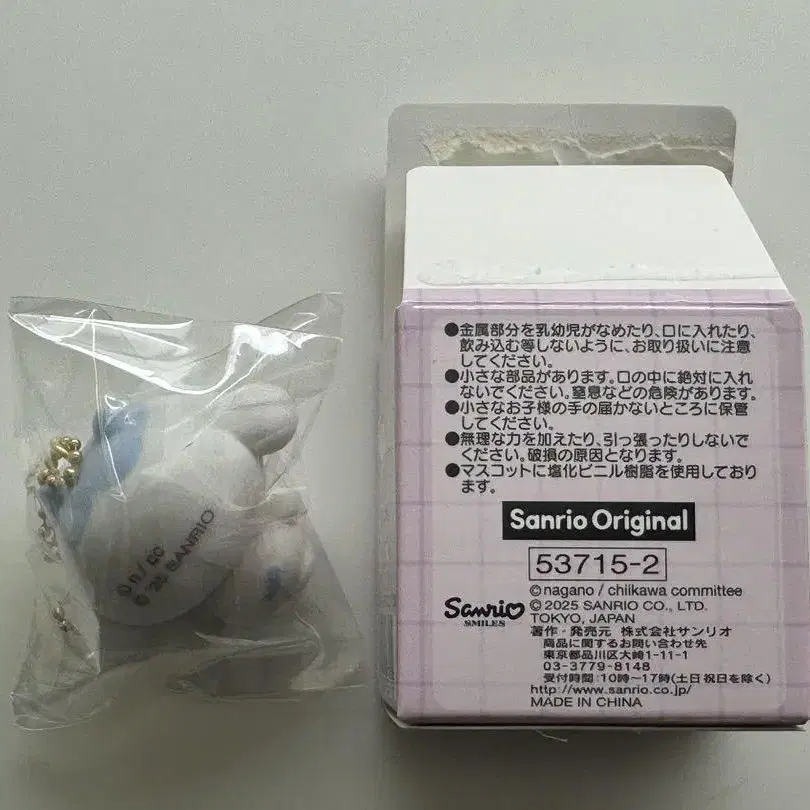 ●金属部分を乳幼児がなめたり、口に入れたり、
飲み込む等しないように、お取り扱いに注意
してください。
●小さな部品があります。口の中に絶対に入れ
ないでください。窒息などの危険があります。
●小さなお子様の手の届かないところに保管
してください。
●無理な力を加えたり、引っ張ったりしないで
ください。破損の原因となります。
●マスコットに塩化ビニル樹脂を使用しており
ます。
Sanrio Original
53715-2
©nagano / chiikawa committee
Sanrio
SMILES
© 2025 SANRIO CO., LTD.
TOKYO, JAPAN
著作・発売元 株式会社サンリオ
商品に関するお問い合わせ先
東京都品川区大崎1-11-1
03-3779-8148
受付時間:10時～17時(土日祝日を除く)
http://www.sanrio.co.jp/
MADE IN CHINA
© '25 SANRIO